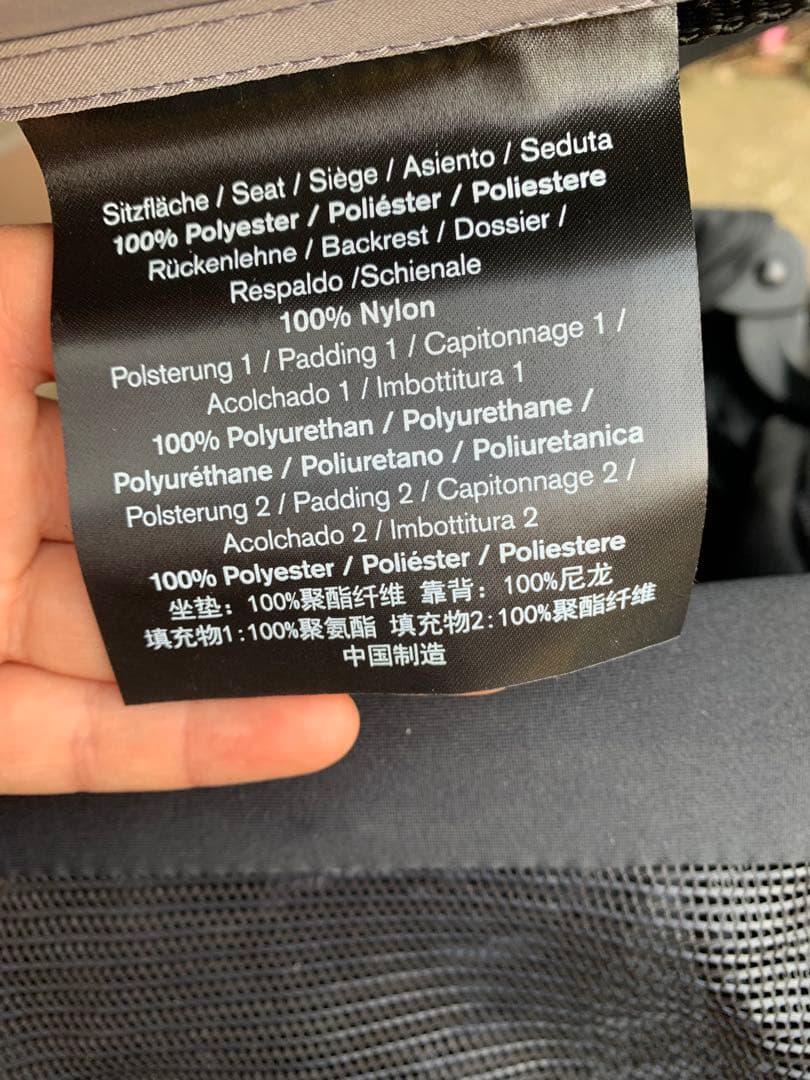 Sitzfläche / Seat / Siège / Asiento / Seduta
100% Polyester / Poliéster / Poliestere
Rückenlehne / Backrest / Dossier /
Respaldo /Schienale
100% Nylon
Polsterung 1 / Padding 1 / Capitonnage 1 /
Acolchado 1 / Imbottitura 1
100% Polyurethan / Polyurethane /
Polyuréthane / Poliuretano / Poliuretanica
Polsterung 2 / Padding 2 / Capitonnage 2 /
Acolchado 2 / Imbottitura 2
100% Polyester / Poliéster / Poliestere
坐垫：100%聚酯纤维 靠背：100%尼龙
填充物1:100%聚氨酯 填充物2:100%聚酯纤维
中国制造